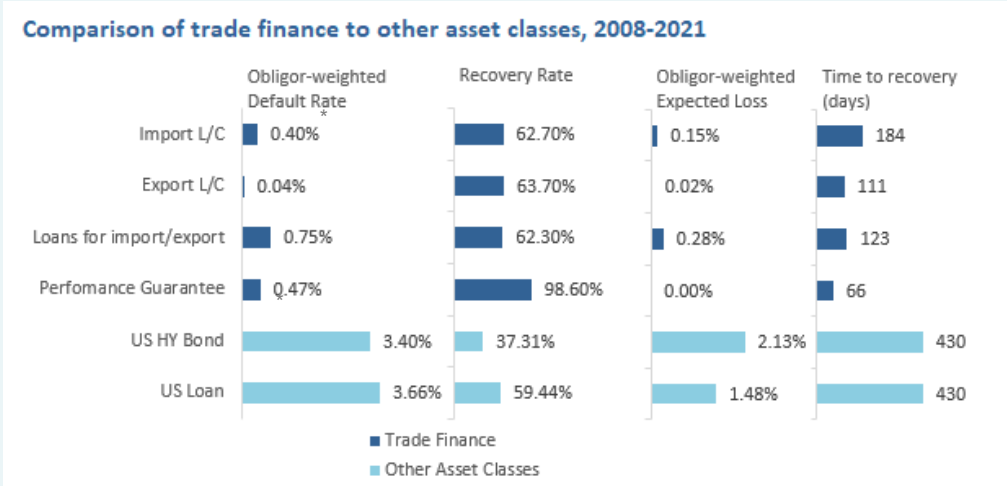 Comparison of trade finance to other asset classes, 2008-2021
Obligor-weighted Default Rate * Recovery Rate Obligor-weighted Expected Loss Time to recovery (days)
Import L/C 0.40% 62.70% 0.15% 184
Export L/C 0.04% 63.70% 0.02% 111
Loans for import/export 0.75% 62.30% 0.28% 123
Perfomance Guarantee 0.47% * 98.60% 0.00% 66
US HY Bond 3.40% 37.31% 2.13% 430
US Loan 3.66% 59.44% 1.48% 430
Trade Finance
Other Asset Classes